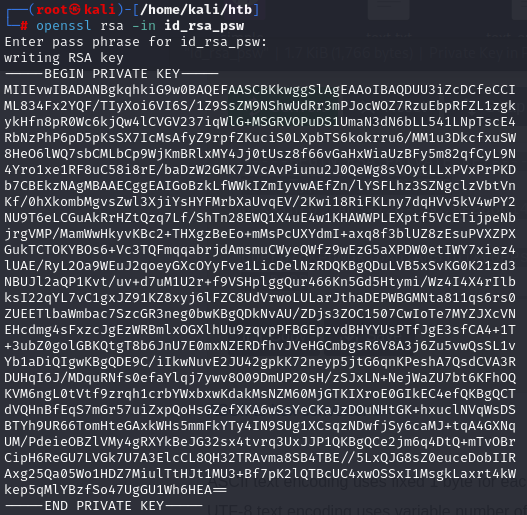 ┌──(root㉿kali)-[/home/kali/htb]
└─# openssl rsa -in id_rsa_psw
Enter pass phrase for id_rsa_psw:
writing RSA key
-----BEGIN PRIVATE KEY-----
MIIEvwIBADANBgkqhkiG9w0BAQEFAASCBKkwggSlAgEAAoIBAQDUU3iZcDCfeCCI
ML834Fx2YQF/TIyXoi6VI6S/1Z9SsZM9NShwUdRr3mPJocWOZ7RzuEbpRFZL1zgk
ykHfn8pR0Wc6kjQw4lCVGV237iqWlG+MSGRVOPuDS1UmaN3dN6bLL541LNpTscE4
RbNzPhP6pD5pKsSX7IcMsAfyZ9rpfZKuciS0LXpbTS6kokrru6/MM1u3DkcfxuSW
8HeO6lWQ7sbCMLbCp9WjKmBRlxMY4Jj0tUsz8f66vGaHxWiaUzBFy5m82qfCyL9N
4Yro1xe1RF8uC58i8rE/baDzW2GMK7JVcAvPiunu2J0QeWg8sVOytLLxPVxPrPKD
b7CBEkzNAgMBAAECggEAIGoBzkLfWWkIZmIyvwAEfZn/lYSFLhz3SZNgclzVbtVn
Kf/0hXkombMgvsZwl3XjiYsHYFMrbXaUvqEV/2Kwi18RiFKLny7dqHVv5kV4wPY2
NU9T6eLCGuAkRrHZtQzq7Lf/ShTn28EWQ1X4uE4w1KHAWWPLEXptf5VcETijpeNb
jrgVMP/MamWwHkyvKBc2+THXgzBeEo+mMsPcUXYdmI+axq8f3blUZ8zEsuPVXZPX
GukTCTOKYBOs6+Vc3TQFmqqabrjdAmsmuCWyeQWfz9wEzG5aXPDW0etIWY7xiez4
lUAE/RyL2Oa9WEuJ2qoeyGXcOYyFve1LicDelNzRDQKBgQDuLVB5xSvKG0K21zd3
NBUJl2aQP1Kvt/uv+d7uM1U2r+f9VSHplggQur466Kn5Gd5Htymi/Wz4I4X4rIlb
ksI22qYL7vC1gxJZ91KZ8xyj6lFZC8UdVrwoLULarJthaDEPWBGMNta811qs6rs0
ZUEETlbaWmbac7SzcGR3neg0bwKBgQDkNvAU/ZDjs3ZOC1507CwIoTe7MYZJXcVN
EHcdmg4sFxzcJgEzWRBmlxOGXlhUu9zqvpPFBGEpzvdBHYYUsPTfJgE3sfCA4+1T
+3ubZ0golGBKQtgT8b6JnU7E0mxNZERDfhvJVeHGCmbgsR6V8A3j6Zu5vwQsSL1v
Yb1aDiQIgwKBgQDE9C/iIkwNuvE2JU42gpkK72neyp5jtG6qnKPeshA7QsdCVA3R
DUHqI6J/MDquRNfs0efaYlqj7ywv8O09DmUP20sH/zSJxLN+NejWaZU7bt6KFhOQ
KVM6ngL0tVtf9zrqh1crbYWxbxwKdakMsNZM60MjGTKIXroE0GIkEC4efQKBgQCT
dVQHnBfEqS7mGr57uiZxpQoHsGZefXKA6wSsYeCKaJzDOuNHtGK+hxuclNVqWsDS
BTYh9UR66TomHteGAxkWHs5mmFkYTy4IN9SUg1XCsqzNDwfjSy6caMJ+tqA4GXNq
UM/PdeieOBZlVMy4gRXYkBeJG32sx4tvrq3UxJJP1QKBgQCe2jm6q4DtQ+mTvOBr
CipH6ReGU7LVGk7U7A3ElcCL8QH32TRAvma8SB4TBE//5LxQJG8sZ0euceDobIIR
Axg25Qa05Wo1HDZ7MiulTtHJt1MU3+Bf7pK2lQTBcUC4xwOSSxI1MsgkLaxrt4kW
kep5qMlYBzfSo47UgGU1Wh6HEA==
-----END PRIVATE KEY-----